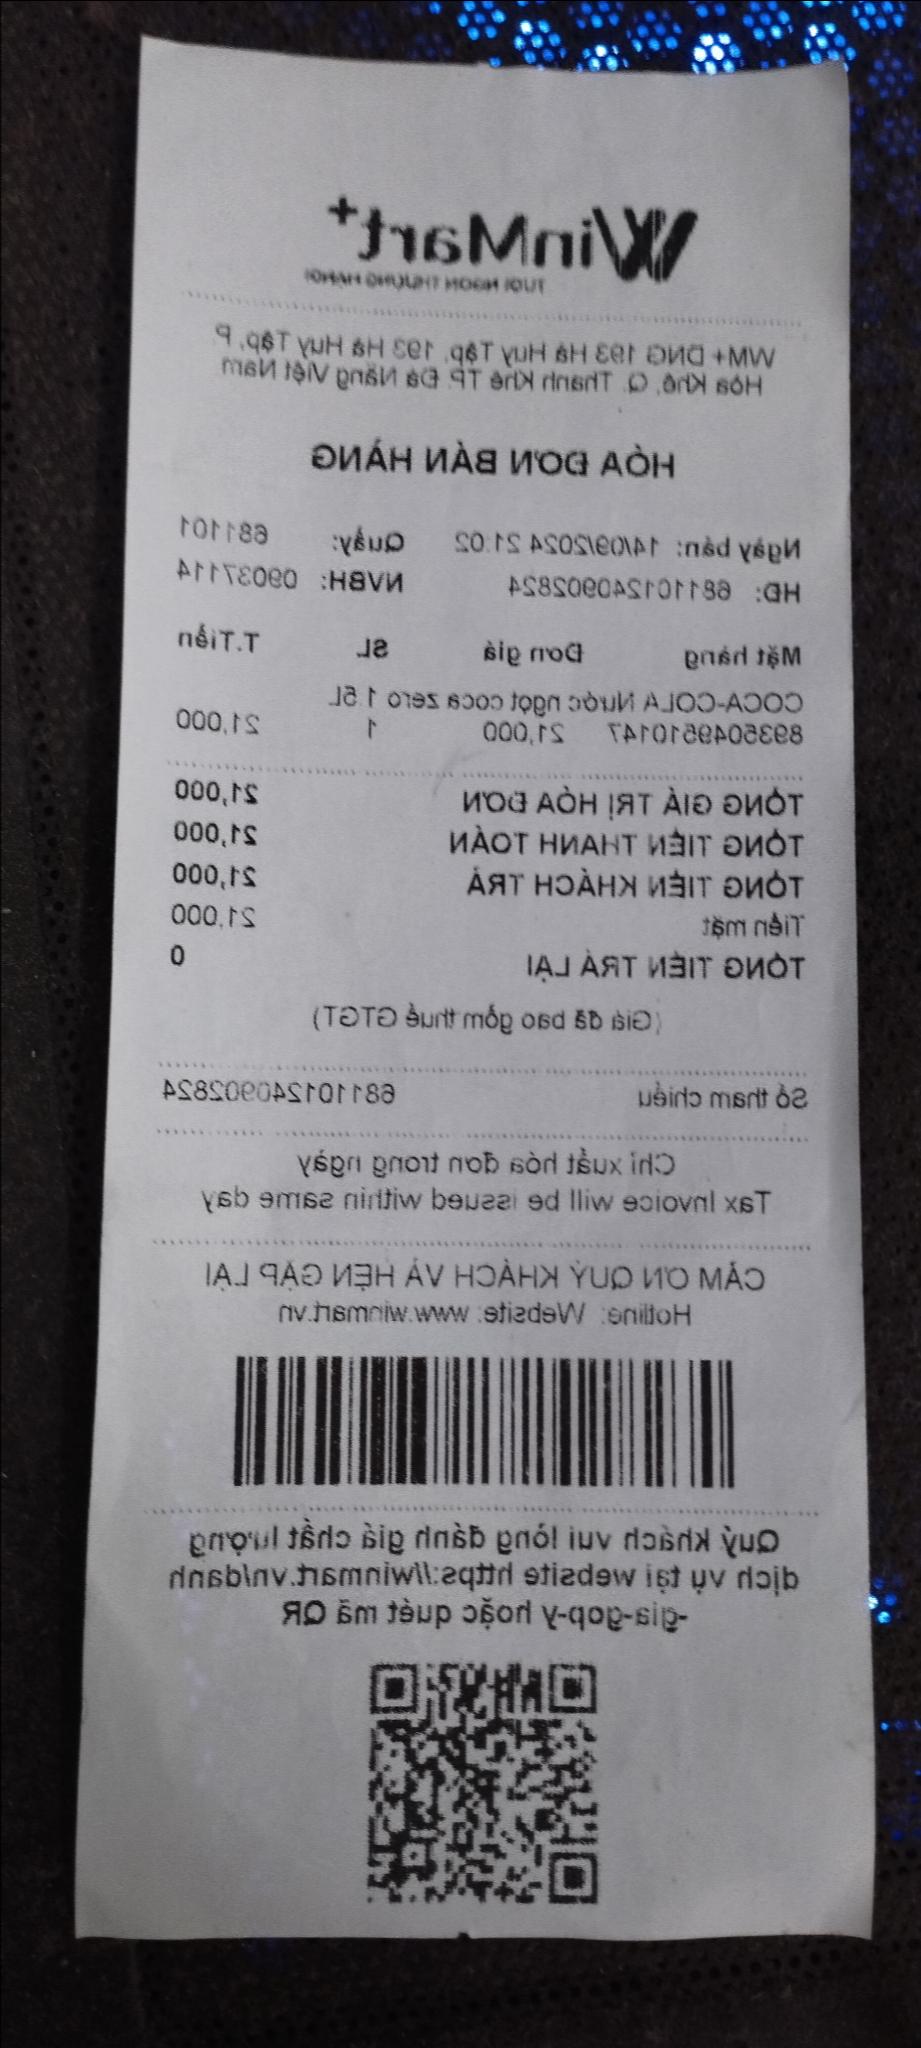 WinMart+
TƯƠI NGON THƯỢNG HẠNG!
WM+ DNG 193 Hà Huy Tập, 193 Hà Huy Tập, P.
Hòa Khê, Q. Thanh Khê TP. Đà Nẵng Việt Nam
HÓA ĐƠN BÁN HÀNG
Ngày bán: 14/09/2024 21:02 Quầy: 681101
HĐ: 68110124090​2824 NVBH: 09037114
Mặt hàng Đơn giá SL T.Tiền
COCA-COLA Nước ngọt coca zero 1.5L
8935049510147 21,000 1 21,000
TỔNG GIÁ TRỊ HÓA ĐƠN 21,000
TỔNG TIỀN THANH TOÁN 21,000
TỔNG TIỀN KHÁCH TRẢ 21,000
Tiền mặt 21,000
TỔNG TIỀN TRẢ LẠI 0
(Giá đã bao gồm thuế GTGT)
Số tham chiếu 681101240902824
Chỉ xuất hóa đơn trong ngày
Tax Invoice will be issued within same day
CẢM ƠN QUÝ KHÁCH VÀ HẸN GẶP LẠI
Hotline: Website: www.winmart.vn
Quý khách vui lòng đánh giá chất lượng
dịch vụ tại website https://winmart.vn/danh
-gia-gop-y hoặc quét mã QR